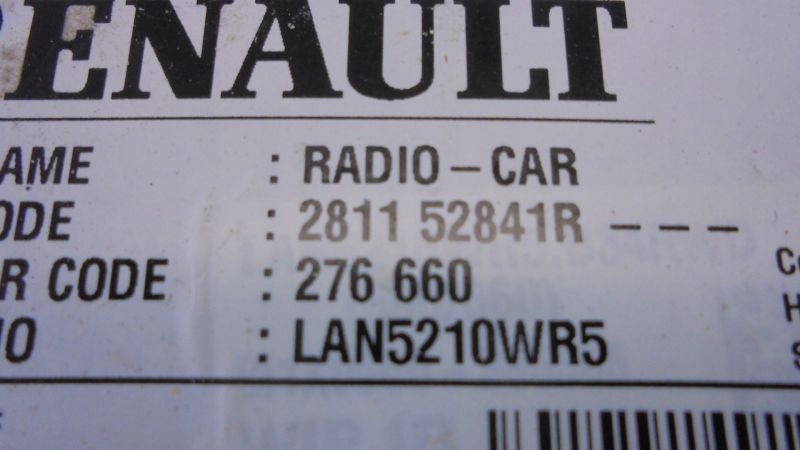 ENAULT
AME : RADIO-CAR
ODE : 2811 52841R ---
R CODE : 276 660
: LAN5210WR5